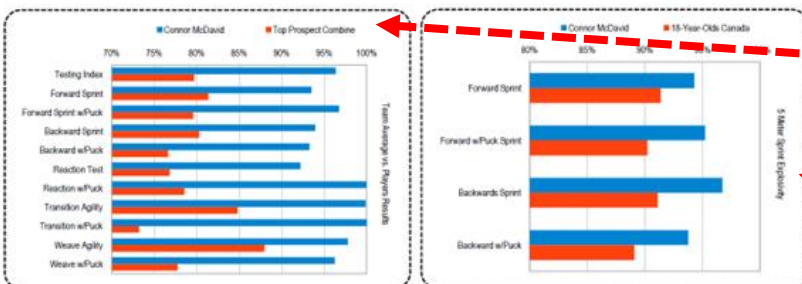 Connor McDavid Top Prospect Combine
70% 75% 80% 85% 90% 95% 100%
Testing Index
Forward Sprint
Forward Sprint w/Puck
Backward Sprint
Backward w/Puck
Reaction Test
Reaction w/Puck
Transition Agility
Transition w/Puck
Weave Agility
Weave w/Puck
Team Average vs. Players Results
Connor McDavid 18-Year-Olds Canada
80% 85% 90% 95%
Forward Sprint
Forward w/Puck Sprint
Backwards Sprint
Backward w/Puck
5 Meter Sprint Explosivity